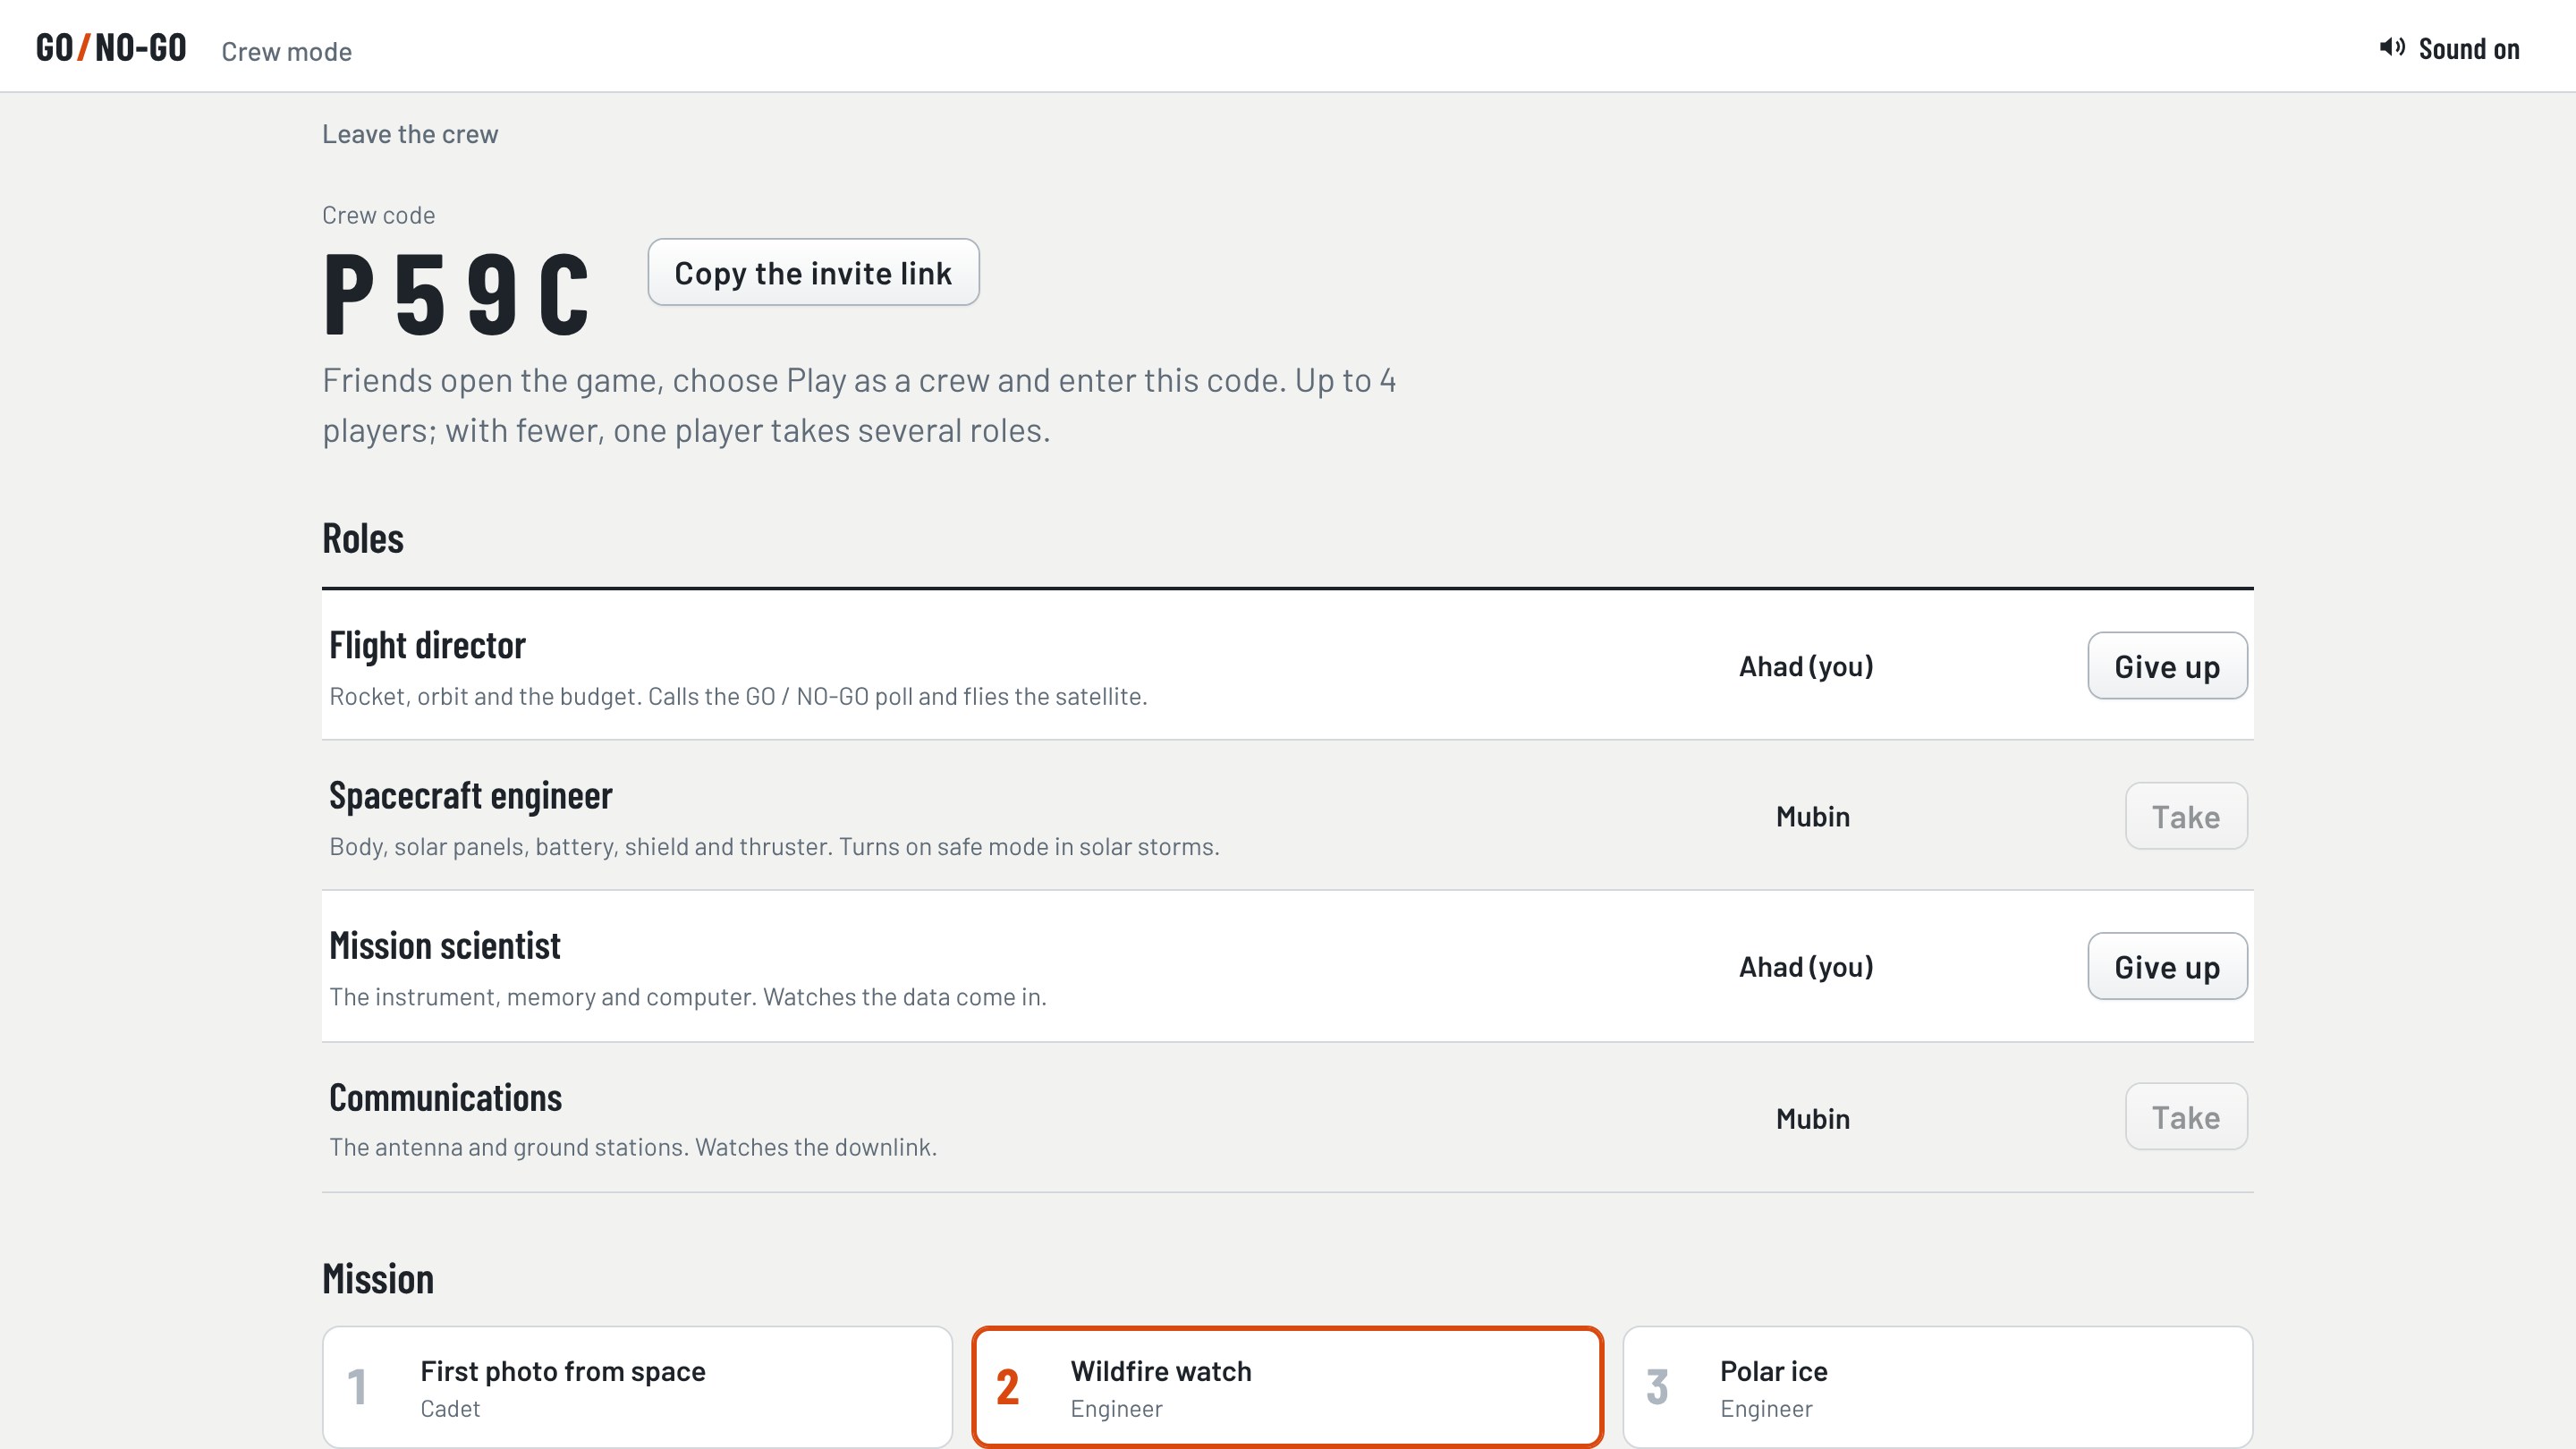 GO/NO-GO Crew mode
Sound on
Leave the crew
Crew code
P59C
Copy the invite link
Friends open the game, choose Play as a crew and enter this code. Up to 4
players; with fewer, one player takes several roles.
Roles
Flight director
Rocket, orbit and the budget. Calls the GO / NO-GO poll and flies the satellite.
Ahad (you)
Give up
Spacecraft engineer
Body, solar panels, battery, shield and thruster. Turns on safe mode in solar storms.
Mubin
Take
Mission scientist
The instrument, memory and computer. Watches the data come in.
Ahad (you)
Give up
Communications
The antenna and ground stations. Watches the downlink.
Mubin
Take
Mission
1
First photo from space
Cadet
2
Wildfire watch
Engineer
3
Polar ice
Engineer